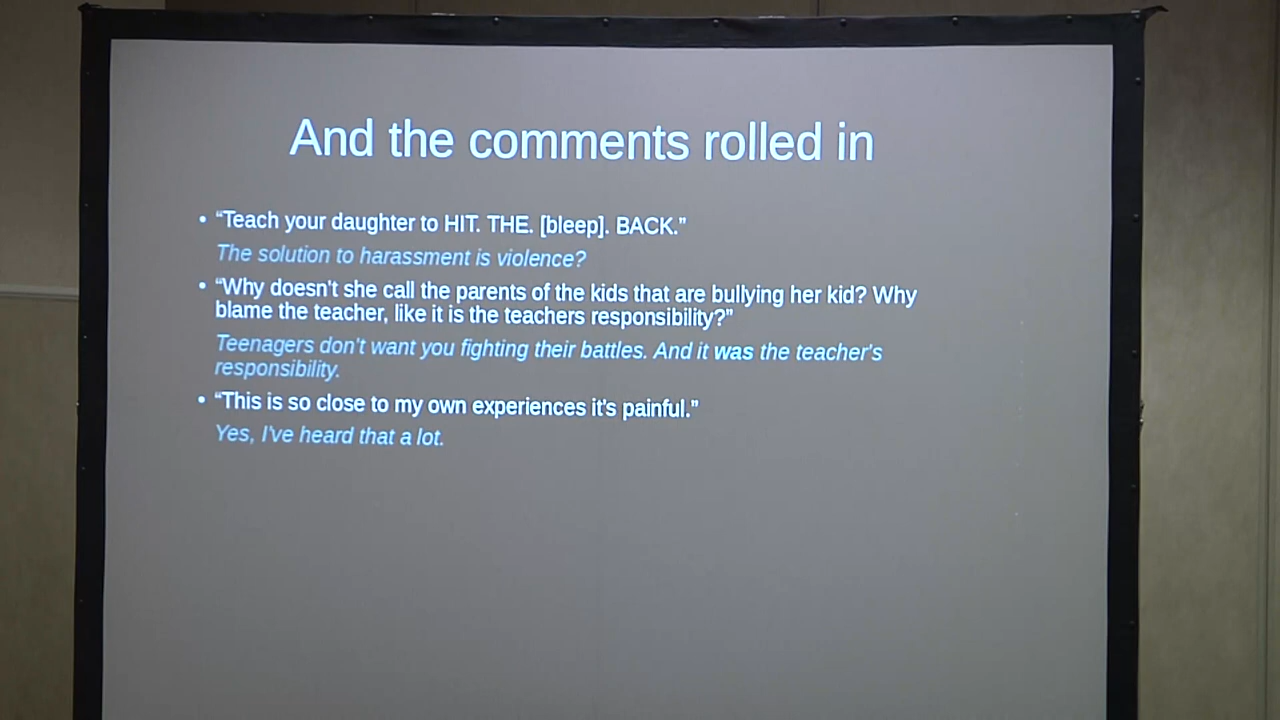 And the comments rolled in
• “Teach your daughter to HIT. THE. [bleep]. BACK.”
The solution to harassment is violence?
• “Why doesn't she call the parents of the kids that are bullying her kid? Why
blame the teacher, like it is the teachers responsibility?”
Teenagers don't want you fighting their battles. And it was the teacher's
responsibility.
• “This is so close to my own experiences it's painful.”
Yes, I've heard that a lot.